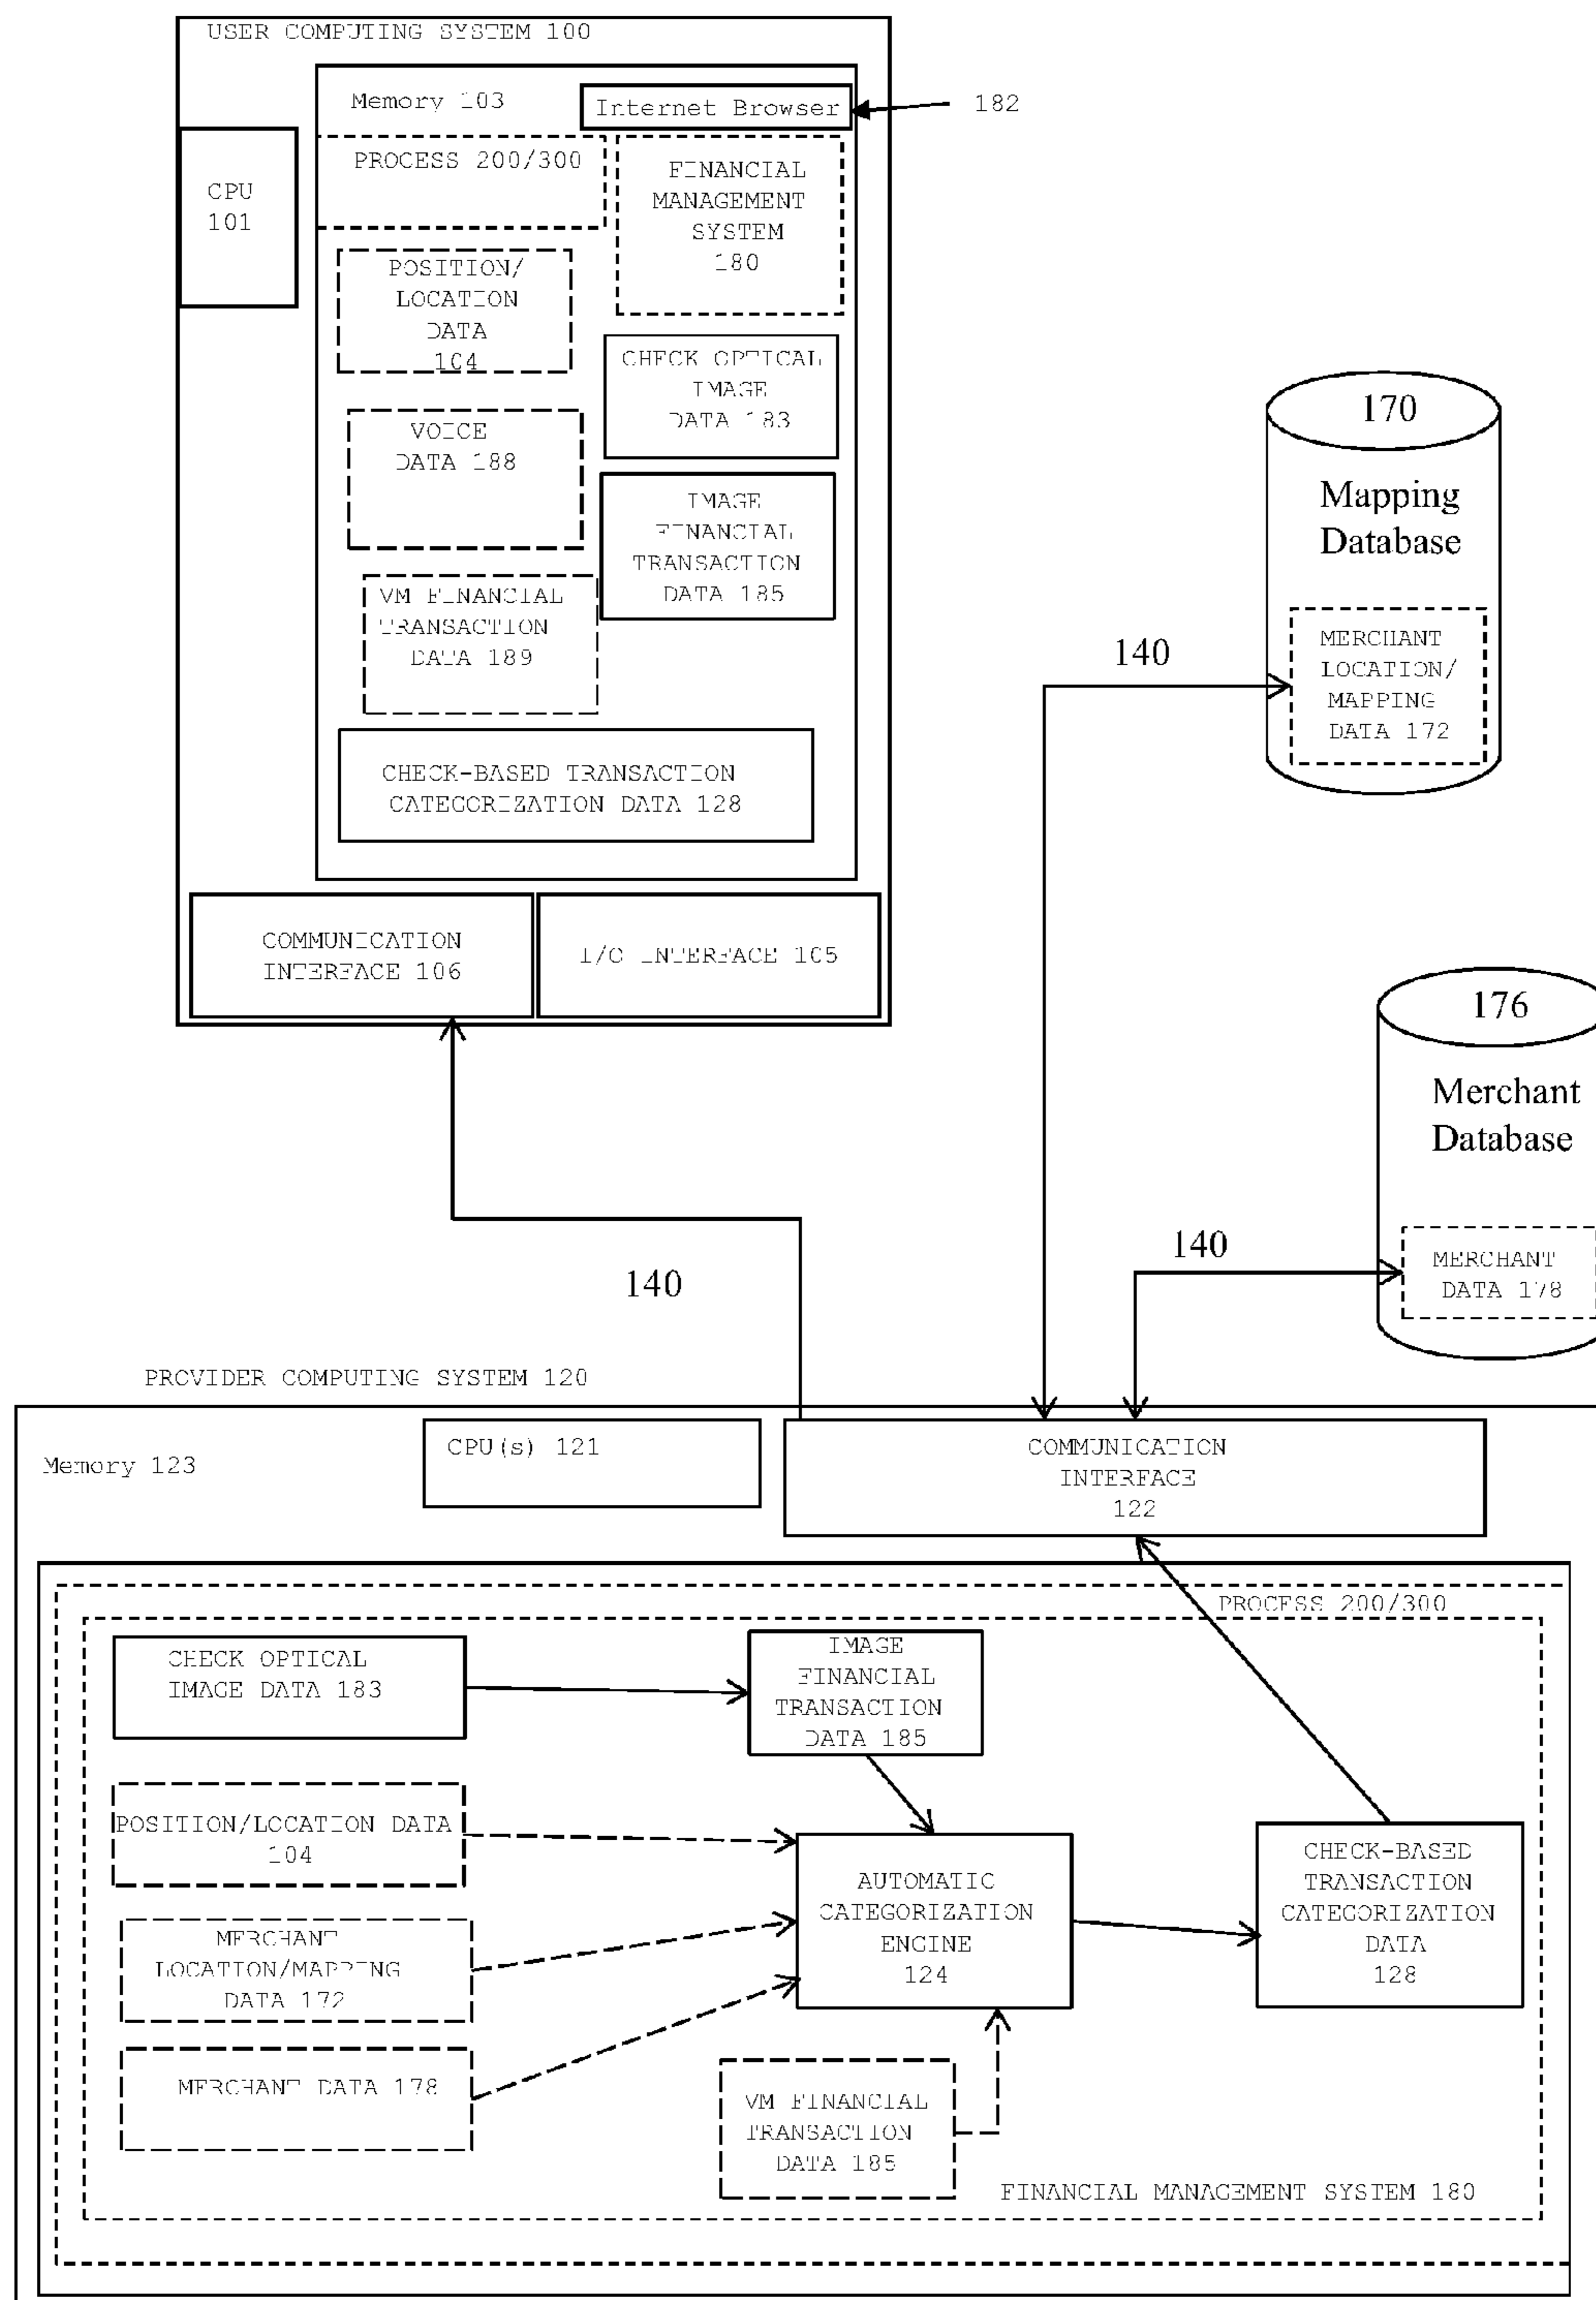 USER COMPUTING SYSTEM 100
Memory 103
Internet Browser
182
PROCESS 200/300
CPU
101
FINANCIAL
MANAGEMENT
SYSTEM
180
POSITION/
LOCATION
DATA
104
CHECK OPTICAL
IMAGE
DATA 183
VOICE
DATA 188
IMAGE
FINANCIAL
TRANSACTION
DATA 185
VM FINANCIAL
TRANSACTION
DATA 189
CHECK-BASED TRANSACTION
CATEGORIZATION DATA 128
COMMUNICATION
INTERFACE 106
I/O INTERFACE 105
170
Mapping
Database
MERCHANT
LOCATION/
MAPPING
DATA 172
140
176
Merchant
Database
MERCHANT
DATA 178
140
140
PROVIDER COMPUTING SYSTEM 120
Memory 123
CPU(s) 121
COMMUNICATION
INTERFACE
122
PROCESS 200/300
CHECK OPTICAL
IMAGE DATA 183
IMAGE
FINANCIAL
TRANSACTION
DATA 185
POSITION/LOCATION DATA
104
MERCHANT
LOCATION/MAPPING
DATA 172
MERCHANT DATA 178
AUTOMATIC
CATEGORIZATION
ENGINE
124
CHECK-BASED
TRANSACTION
CATEGORIZATION
DATA
128
VM FINANCIAL
TRANSACTION
DATA 185
FINANCIAL MANAGEMENT SYSTEM 180